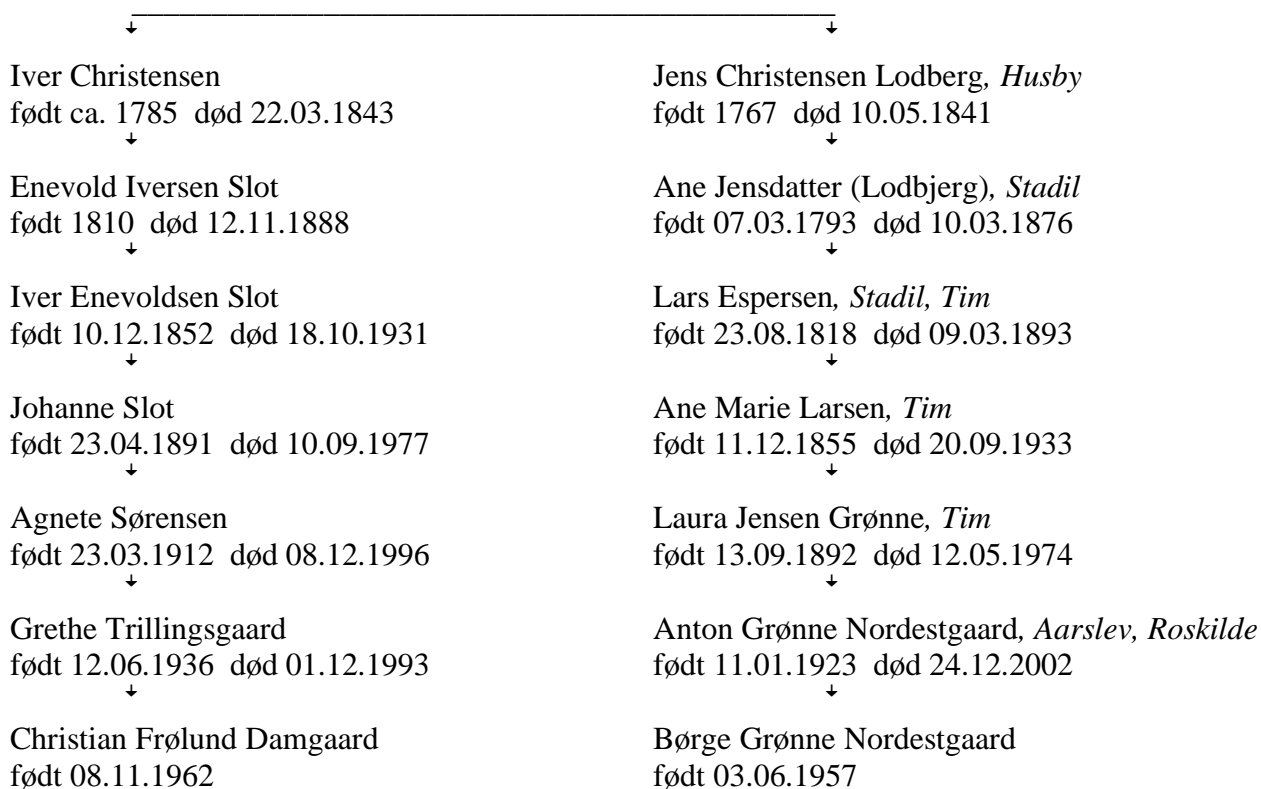 Iver Christensen
født ca. 1785 død 22.03.1843
Enevold Iversen Slot
født 1810 død 12.11.1888
Iver Enevoldsen Slot
født 10.12.1852 død 18.10.1931
Johanne Slot
født 23.04.1891 død 10.09.1977
Agnete Sørensen
født 23.03.1912 død 08.12.1996
Grethe Trillingsgaard
født 12.06.1936 død 01.12.1993
Christian Frølund Damgaard
født 08.11.1962
Jens Christensen Lodberg, Husby
født 1767 død 10.05.1841
Ane Jensdatter (Lodbjerg), Stadil
født 07.03.1793 død 10.03.1876
Lars Espersen, Stadil, Tim
født 23.08.1818 død 09.03.1893
Ane Marie Larsen, Tim
født 11.12.1855 død 20.09.1933
Laura Jensen Grønne, Tim
født 13.09.1892 død 12.05.1974
Anton Grønne Nordestgaard, Aarslev, Roskilde
født 11.01.1923 død 24.12.2002
Børge Grønne Nordestgaard
født 03.06.1957